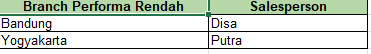 Branch Performa Rendah Salesperson
Bandung Disa
Yogyakarta Putra